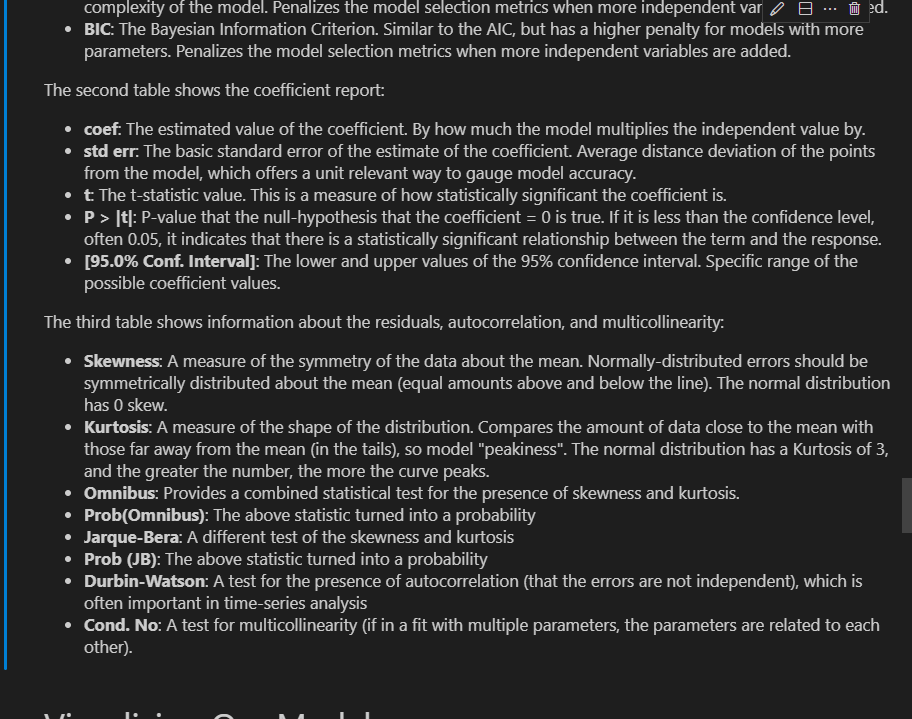 complexity of the model. Penalizes the model selection metrics when more independent var ed.
• BIC: The Bayesian Information Criterion. Similar to the AIC, but has a higher penalty for models with more
parameters. Penalizes the model selection metrics when more independent variables are added.
The second table shows the coefficient report:
• coef: The estimated value of the coefficient. By how much the model multiplies the independent value by.
• std err: The basic standard error of the estimate of the coefficient. Average distance deviation of the points
from the model, which offers a unit relevant way to gauge model accuracy.
• t: The t-statistic value. This is a measure of how statistically significant the coefficient is.
• P > |t|: P-value that the null-hypothesis that the coefficient = 0 is true. If it is less than the confidence level,
often 0.05, it indicates that there is a statistically significant relationship between the term and the response.
• [95.0% Conf. Interval]: The lower and upper values of the 95% confidence interval. Specific range of the
possible coefficient values.
The third table shows information about the residuals, autocorrelation, and multicollinearity:
• Skewness: A measure of the symmetry of the data about the mean. Normally-distributed errors should be
symmetrically distributed about the mean (equal amounts above and below the line). The normal distribution
has 0 skew.
• Kurtosis: A measure of the shape of the distribution. Compares the amount of data close to the mean with
those far away from the mean (in the tails), so model "peakiness". The normal distribution has a Kurtosis of 3,
and the greater the number, the more the curve peaks.
• Omnibus: Provides a combined statistical test for the presence of skewness and kurtosis.
• Prob(Omnibus): The above statistic turned into a probability
• Jarque-Bera: A different test of the skewness and kurtosis
• Prob (JB): The above statistic turned into a probability
• Durbin-Watson: A test for the presence of autocorrelation (that the errors are not independent), which is
often important in time-series analysis
• Cond. No: A test for multicollinearity (if in a fit with multiple parameters, the parameters are related to each
other).